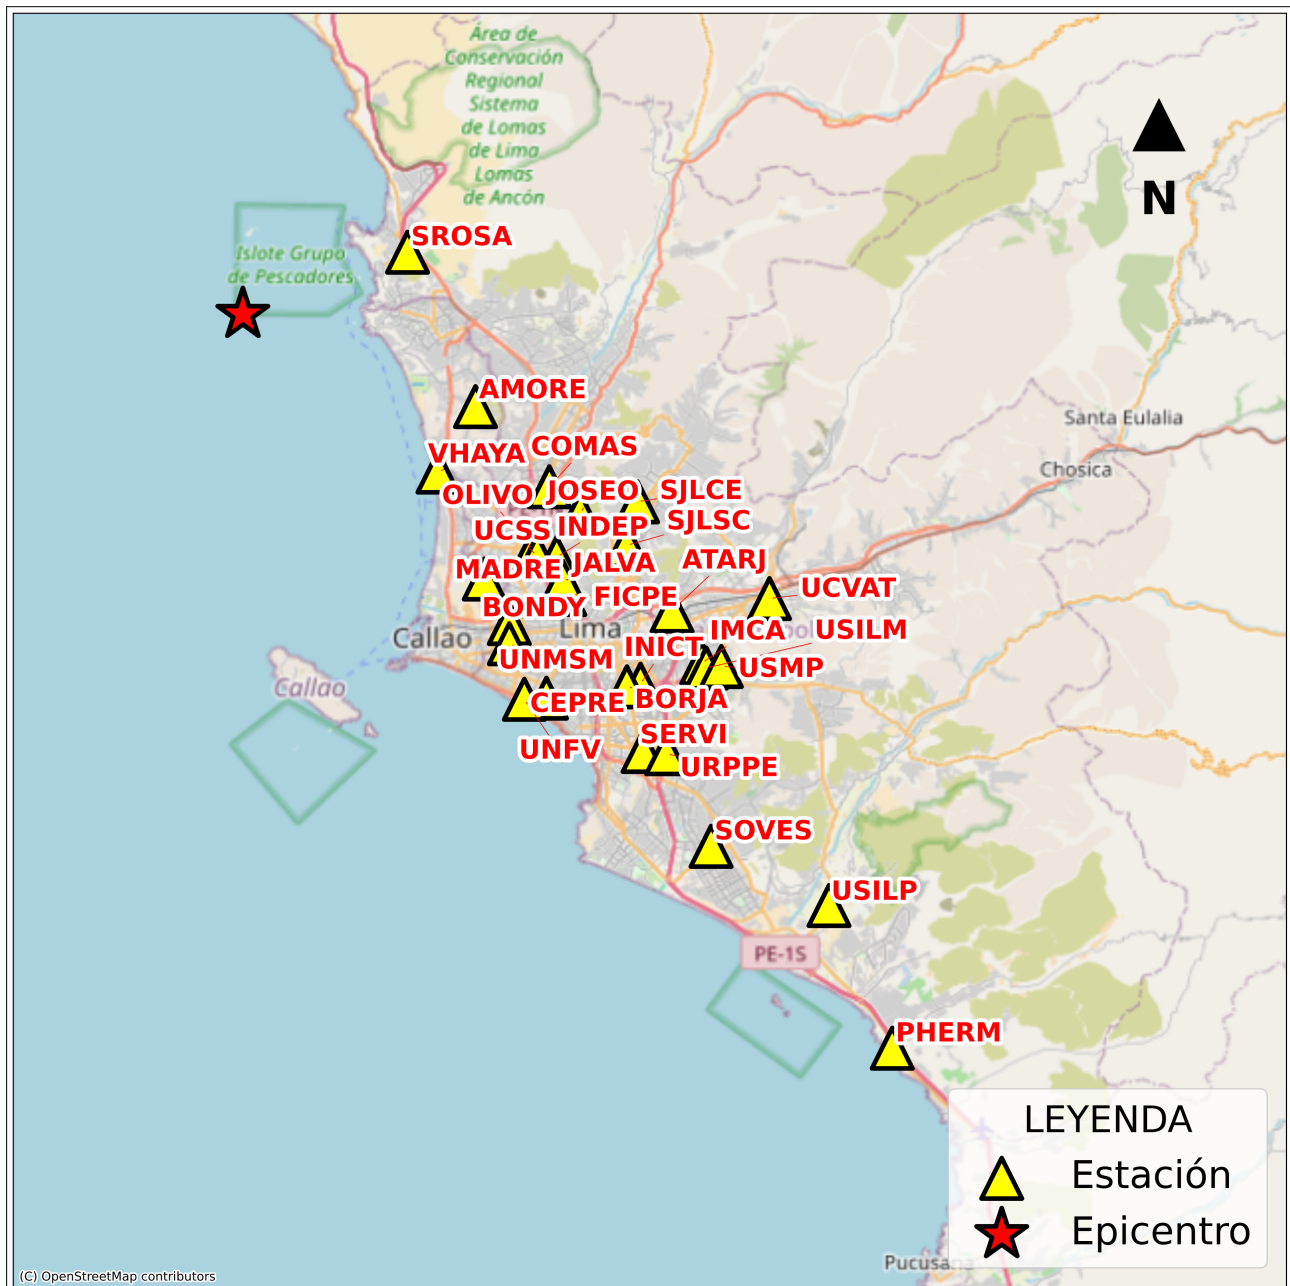 Área de
Conservación
Regional
Sistema
de Lomas
de Lima
Lomas
de Ancón
N
SROSA
Islote Grupo
de Pescadores
AMORE
Santa Eulalia
VHAYA
COMAS
Chosica
OLIVO
JOSEO
SJLCE
UCSS
INDEP
SJLSC
MADRE
JALVA
ATARJ
BONDY
FICPE
UCVAT
Callao
Lima
IMCA
USILM
UNMSM
INICT
USMP
Callao
CEPRE
BORJA
UNFV
SERVI
URPPE
SOVES
USILP
PE-1S
PHERM
LEYENDA
Estación
Epicentro
Pucusana
(C) OpenStreetMap contributors